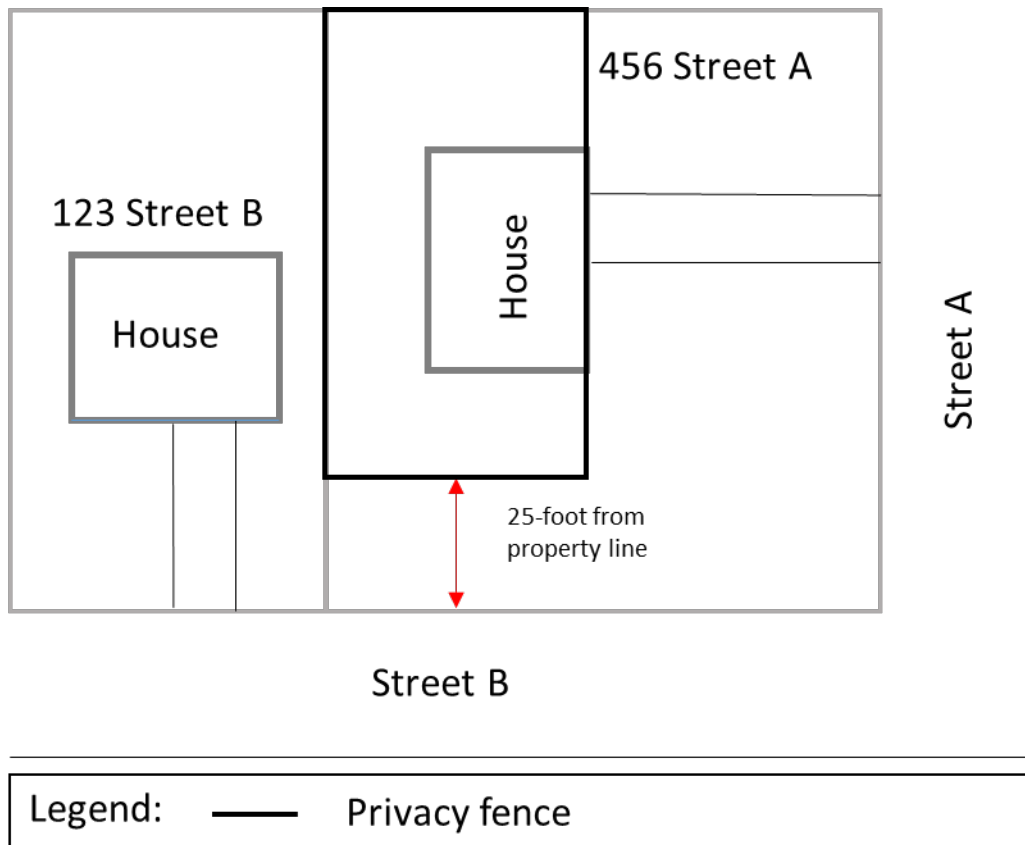 456 Street A
123 Street B
House
House
Street A
25-foot from
property line
Street B
Legend: Privacy fence